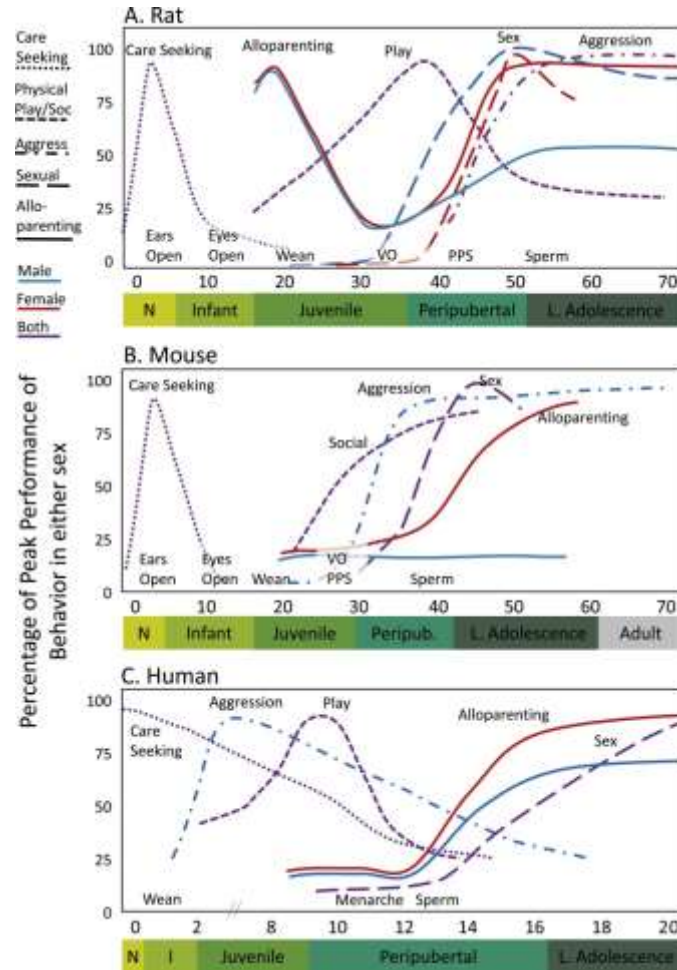 Care
Seeking
Physical
Play/Soc
Aggress
Sexual
Allo-
parenting
Male
Female
Both
Percentage of Peak Performance of
Behavior in either sex
A. Rat
Care Seeking
Alloparenting
Play
Sex
Aggression
100
75
50
25
0
Ears
Open
Eyes
Open
Wean
VO
PPS
Sperm
0 10 20 30 40 50 60 70
N Infant Juvenile Peripubertal L. Adolescence
B. Mouse
Care Seeking
Aggression
Sex
Social
Alloparenting
100
75
50
25
0
Ears
Open
Eyes
Open
Wean
VO
PPS
Sperm
0 10 20 30 40 50 60 70
N Infant Juvenile Peripub. L. Adolescence Adult
C. Human
Aggression
Play
Alloparenting
Care
Seeking
Sex
100
75
50
25
0
Wean
Menarche
Sperm
0 2 8 10 12 14 16 18 20
N I Juvenile Peripubertal L. Adolescence